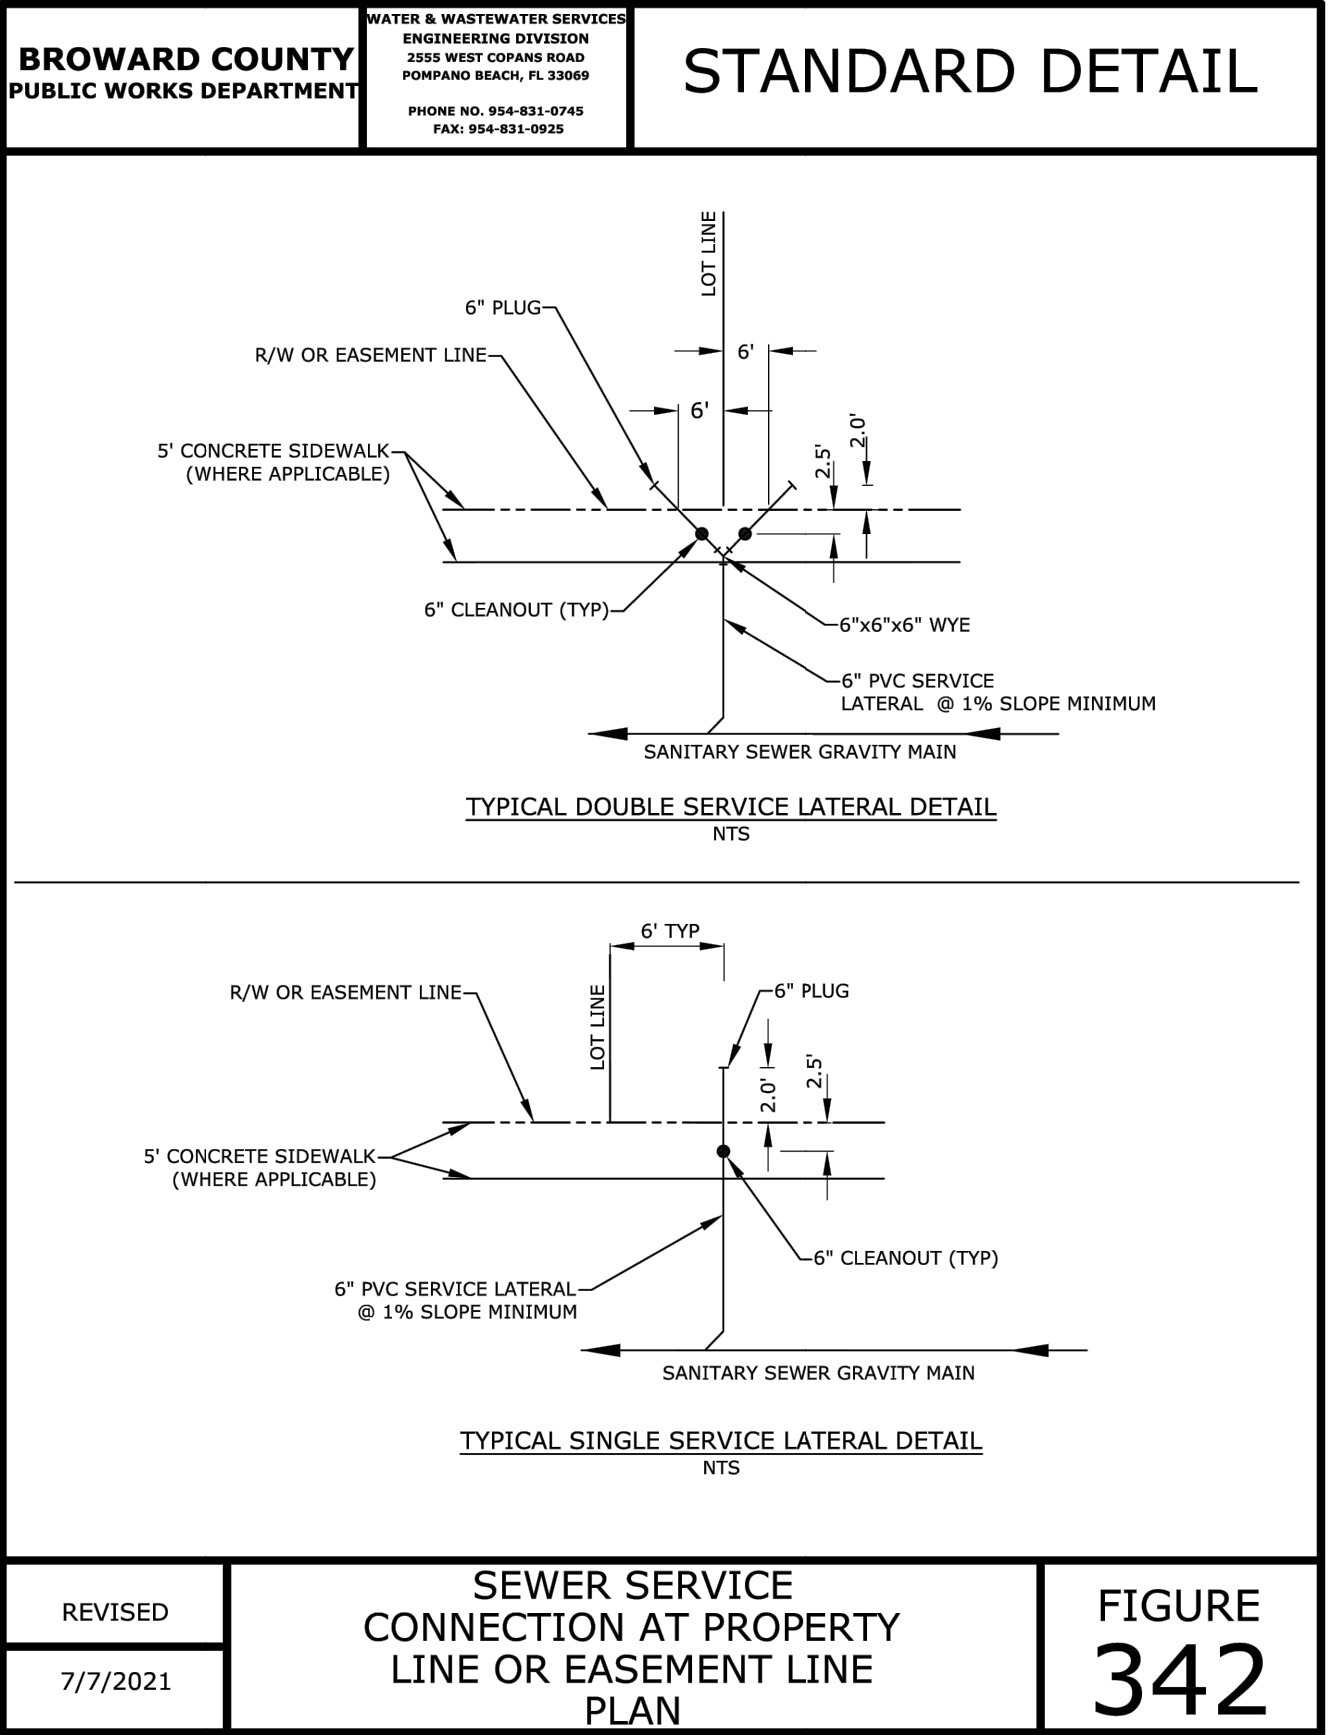 BROWARD COUNTY
PUBLIC WORKS DEPARTMENT
WATER & WASTEWATER SERVICES
ENGINEERING DIVISION
2555 WEST COPANS ROAD
POMPANO BEACH, FL 33069
PHONE NO. 954-831-0745
FAX: 954-831-0925
STANDARD DETAIL
LOT LINE
6" PLUG
R/W OR EASEMENT LINE
6'
6'
5' CONCRETE SIDEWALK
(WHERE APPLICABLE)
2.5'
2.0'
6" CLEANOUT (TYP)
6"x6"x6" WYE
6" PVC SERVICE
LATERAL @ 1% SLOPE MINIMUM
SANITARY SEWER GRAVITY MAIN
TYPICAL DOUBLE SERVICE LATERAL DETAIL
NTS
6' TYP
R/W OR EASEMENT LINE
LOT LINE
6" PLUG
2.0'
2.5'
5' CONCRETE SIDEWALK
(WHERE APPLICABLE)
6" CLEANOUT (TYP)
6" PVC SERVICE LATERAL
@ 1% SLOPE MINIMUM
SANITARY SEWER GRAVITY MAIN
TYPICAL SINGLE SERVICE LATERAL DETAIL
NTS
REVISED
7/7/2021
SEWER SERVICE
CONNECTION AT PROPERTY
LINE OR EASEMENT LINE
PLAN
FIGURE
342